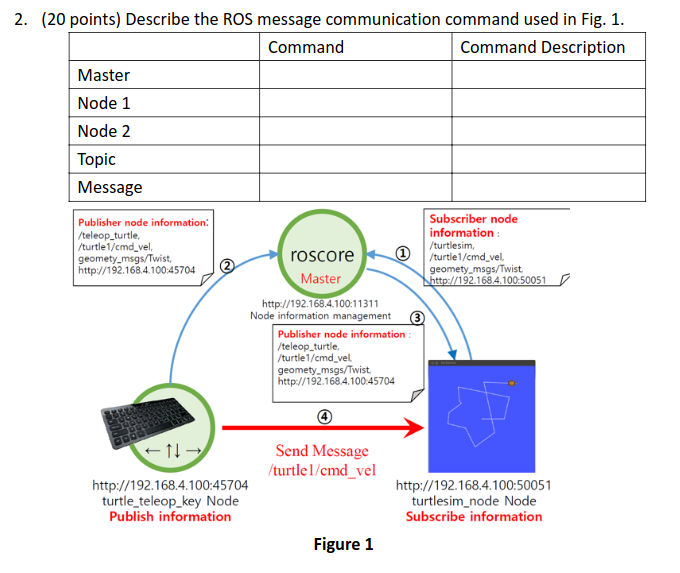 2. (20 points) Describe the ROS message communication command used in Fig. 1.
Command Command Description
Master
Node 1
Node 2
Topic
Message
Publisher node information:
/teleop_turtle,
/turtle1/cmd_vel,
geomety_msgs/Twist,
http://192.168.4.100:45704
②
roscore
Master
http://192.168.4.100:11311
Node information management
①
Subscriber node
information :
/turtlesim,
/turtle1/cmd_vel,
geomety_msgs/Twist,
http://192.168.4.100:50051
③
Publisher node information :
/teleop_turtle,
/turtle1/cmd_vel,
geomety_msgs/Twist,
http://192.168.4.100:45704
④
← ↑↓ →
Send Message
/turtle1/cmd_vel
http://192.168.4.100:45704
turtle_teleop_key Node
Publish information
http://192.168.4.100:50051
turtlesim_node Node
Subscribe information
Figure 1